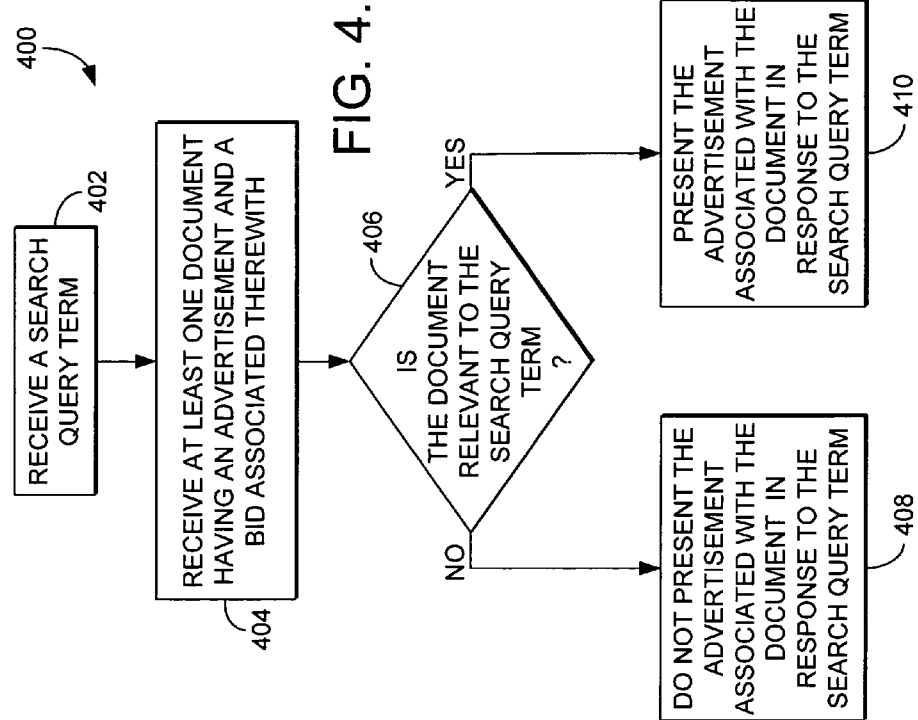 400
RECEIVE A SEARCH
QUERY TERM
402
RECEIVE AT LEAST ONE DOCUMENT
HAVING AN ADVERTISEMENT AND A
BID ASSOCIATED THEREWITH
404
FIG. 4.
IS
THE DOCUMENT
RELEVANT TO THE
SEARCH QUERY
TERM
?
406
NO
YES
DO NOT PRESENT THE
ADVERTISEMENT
ASSOCIATED WITH THE
DOCUMENT IN
RESPONSE TO THE
SEARCH QUERY TERM
408
PRESENT THE
ADVERTISEMENT
ASSOCIATED WITH THE
DOCUMENT IN
RESPONSE TO THE
SEARCH QUERY TERM
410